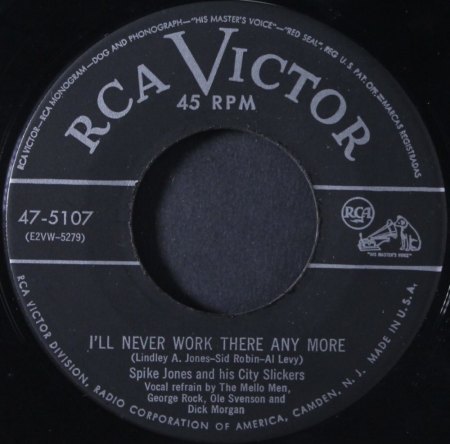 RCA VICTOR—RCA MONOGRAM—DOG AND PHONOGRAPH—"HIS MASTER'S VOICE"—"RED SEAL", REG. U.S. PAT. OFF.—MARCAS REGISTRADAS
RCA VICTOR
45 RPM
47-5107
(E2VW-5279)
RCA
"HIS MASTER'S VOICE"
I'LL NEVER WORK THERE ANY MORE
(Lindley A. Jones-Sid Robin-Al Levy)
Spike Jones and his City Slickers
Vocal refrain by The Mello Men,
George Rock, Ole Svenson and
Dick Morgan
RCA VICTOR DIVISION, RADIO CORPORATION OF AMERICA, CAMDEN, N. J. MADE IN U.S.A.